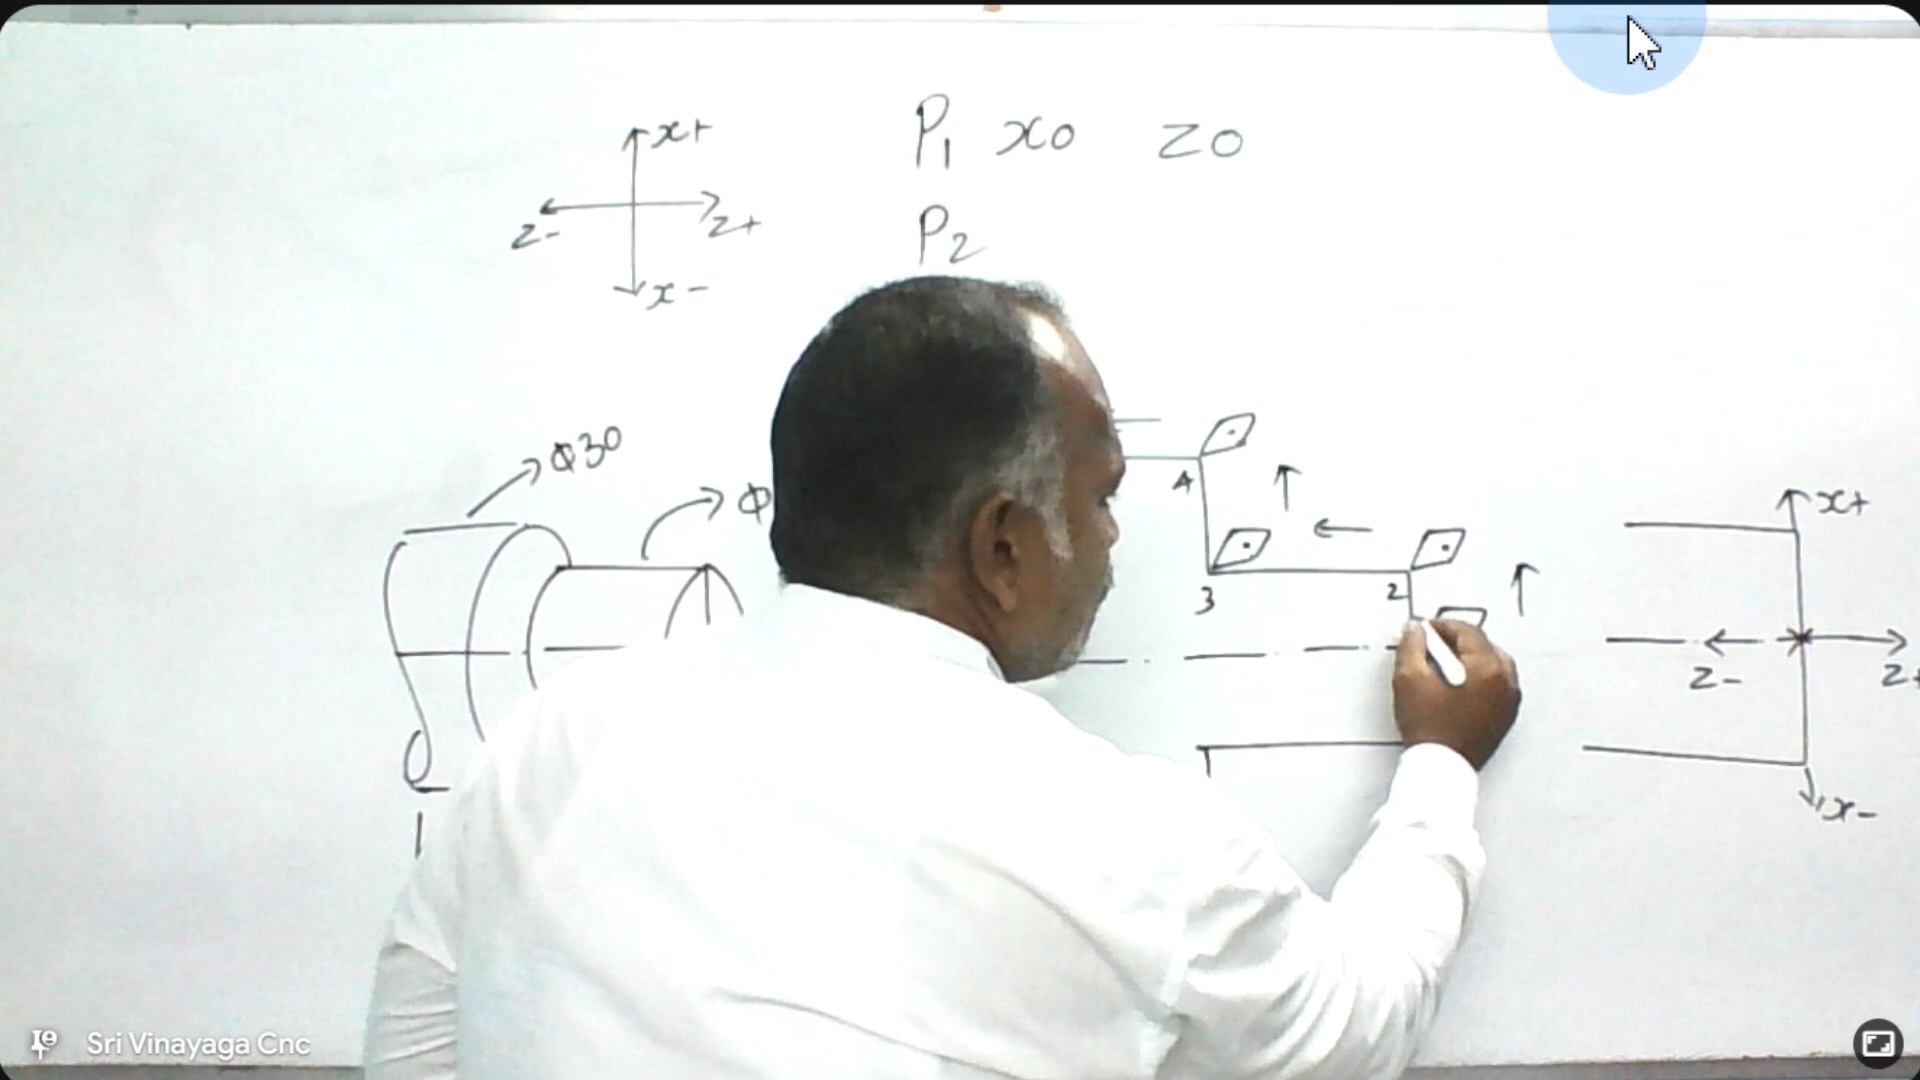 x+
P1 x0 z0
z- z+
P2
x-
φ30
φ
4
x+
3
2
z- z+
x-
Sri Vinayaga Cnc